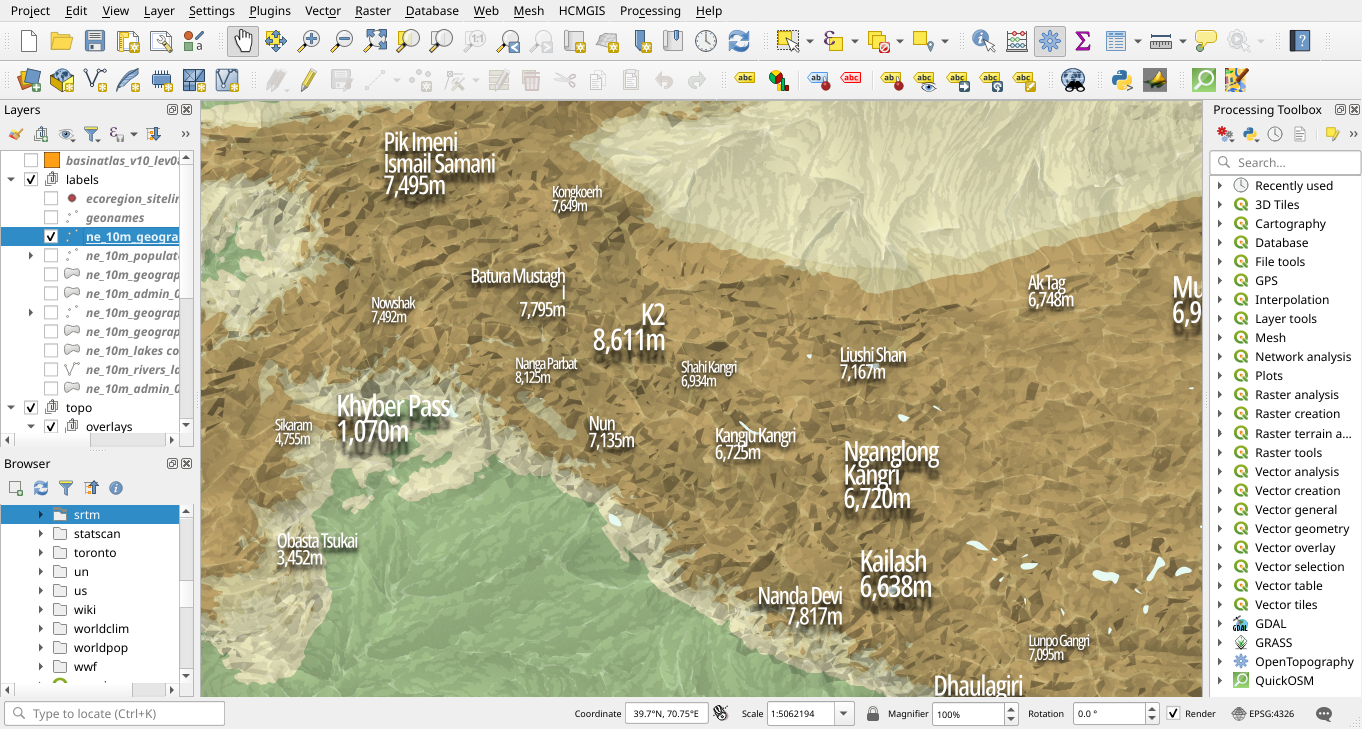 Project Edit View Layer Settings Plugins Vector Raster Database Web Mesh HCMGIS Processing Help
Layers
basinatlas_v10_lev0
labels
ecoregion_siteli
geonames
ne_10m_geogra
ne_10m_populat
ne_10m_geograp
ne_10m_admin_0
ne_10m_geograp
ne_10m_geograp
ne_10m_lakes co
ne_10m_rivers_la
ne_10m_admin_0
topo
overlays
Browser
srtm
statscan
toronto
un
us
wiki
worldclim
worldpop
wwf
Pik Imeni
Ismail Samani
7,495m
Kongkoerh
7,649m
Batura Mustagh
I
7,795m
Nowshak
7,492m
K2
8,611m
Ak Tag
6,748m
Mu
6,9
Nanga Parbat
8,125m
Shahi Kangri
6,934m
Liushi Shan
7,167m
Khyber Pass
1,070m
Sikaram
4,755m
Nun
7,135m
Kangju Kangri
6,725m
Nganglong
Kangri
6,720m
Obasta Tsukai
3,452m
Kailash
6,638m
Nanda Devi
7,817m
Lunpo Gangri
7,095m
Dhaulagiri
Processing Toolbox
Search...
Recently used
3D Tiles
Cartography
Database
File tools
GPS
Interpolation
Layer tools
Mesh
Network analysis
Plots
Raster analysis
Raster creation
Raster terrain a...
Raster tools
Vector analysis
Vector creation
Vector general
Vector geometry
Vector overlay
Vector selection
Vector table
Vector tiles
GDAL
GRASS
OpenTopography
QuickOSM
Type to locate (Ctrl+K)
Coordinate 39.7°N, 70.75°E Scale 1:5062194 Magnifier 100% Rotation 0.0 ° Render EPSG:4326